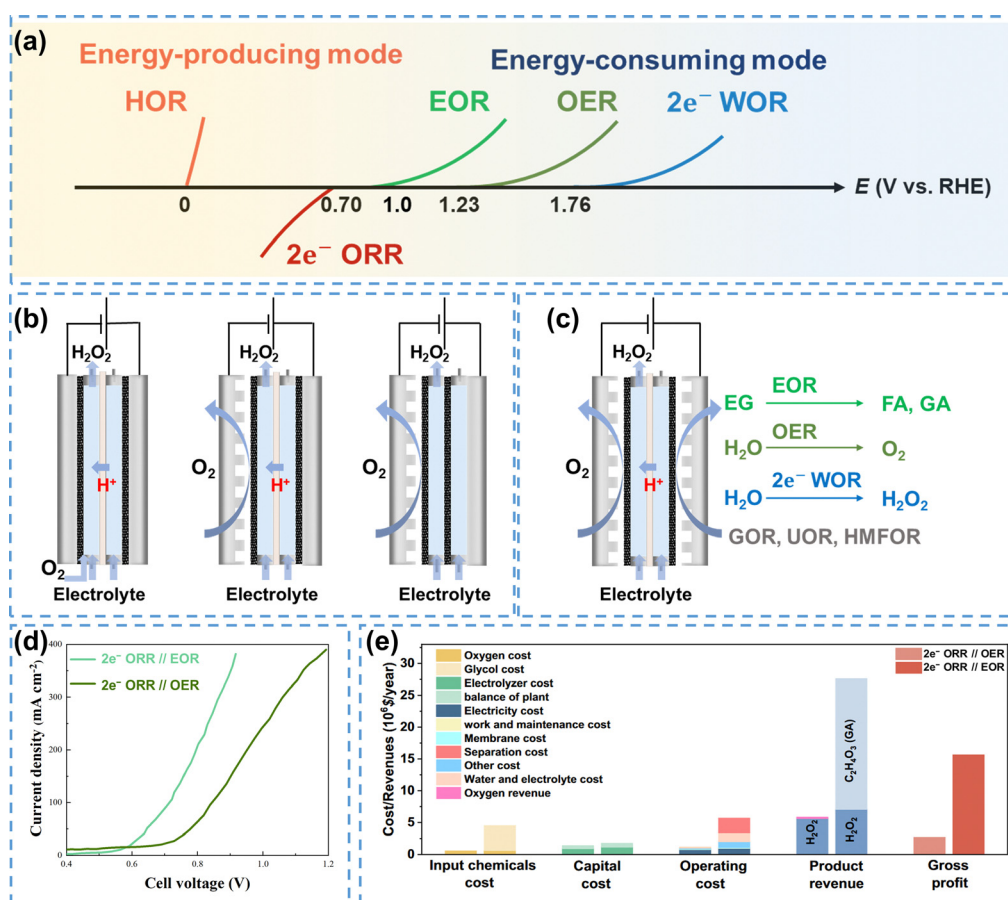 (a)
Energy-producing mode
Energy-consuming mode
HOR
EOR
OER
2e⁻ WOR
0
0.70
1.0
1.23
1.76
E (V vs. RHE)
2e⁻ ORR
(b)
H₂O₂
H₂O₂
H₂O₂
O₂
O₂
H⁺
H⁺
O₂
Electrolyte
Electrolyte
Electrolyte
(c)
H₂O₂
O₂
H⁺
Electrolyte
EG
EOR
FA, GA
H₂O
OER
O₂
H₂O
2e⁻ WOR
H₂O₂
GOR, UOR, HMFOR
(d)
2e⁻ ORR // EOR
2e⁻ ORR // OER
Current density (mA cm⁻²)
400
300
200
100
0
0.4
0.6
0.8
1.0
1.2
Cell voltage (V)
(e)
Cost/Revenues (10⁶$/year)
30
25
20
15
10
5
0
Oxygen cost
Glycol cost
Electrolyzer cost
balance of plant
Electricity cost
work and maintenance cost
Membrane cost
Separation cost
Other cost
Water and electrolyte cost
Oxygen revenue
2e⁻ ORR // OER
2e⁻ ORR // EOR
H₂O₂
C₂H₄O₃ (GA)
H₂O₂
Input chemicals
cost
Capital
cost
Operating
cost
Product
revenue
Gross
profit